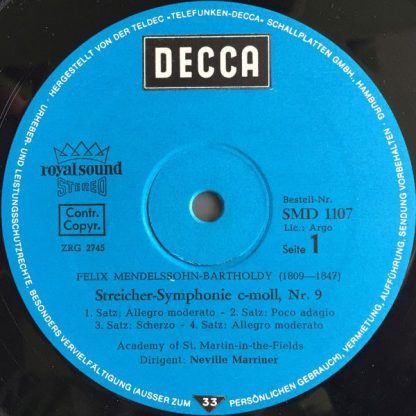 DECCA
royal sound
STEREO
Contr.
Copyr.
ZRG 2745
Bestell-Nr.
SMD 1107
Lic.: Argo
Seite 1
FELIX MENDELSSOHN-BARTHOLDY (1809—1847)
Streicher-Symphonie c-moll, Nr. 9
1. Satz: Allegro moderato - 2. Satz: Poco adagio
3. Satz: Scherzo - 4. Satz: Allegro moderato
Academy of St. Martin-in-the-Fields
Dirigent: Neville Marriner
33
HERGESTELLT VON DER TELDEC »TELEFUNKEN-DECCA« SCHALLPLATTEN GMBH., HAMBURG · URHEBER- UND LEISTUNGSSCHUTZRECHTE, BESONDERS VERVIELFÄLTIGUNG (AUSSER ZUM PERSÖNLICHEN GEBRAUCH), VERMIETUNG, AUFFÜHRUNG, SENDUNG VORBEHALTEN